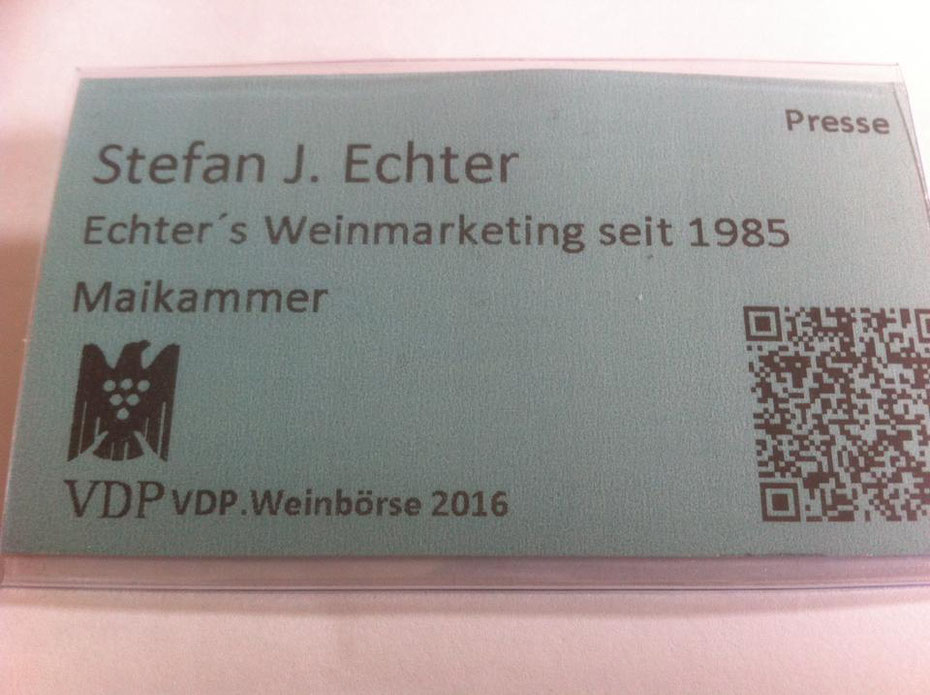 Presse
Stefan J. Echter
Echter´s Weinmarketing seit 1985
Maikammer
VDP VDP.Weinbörse 2016